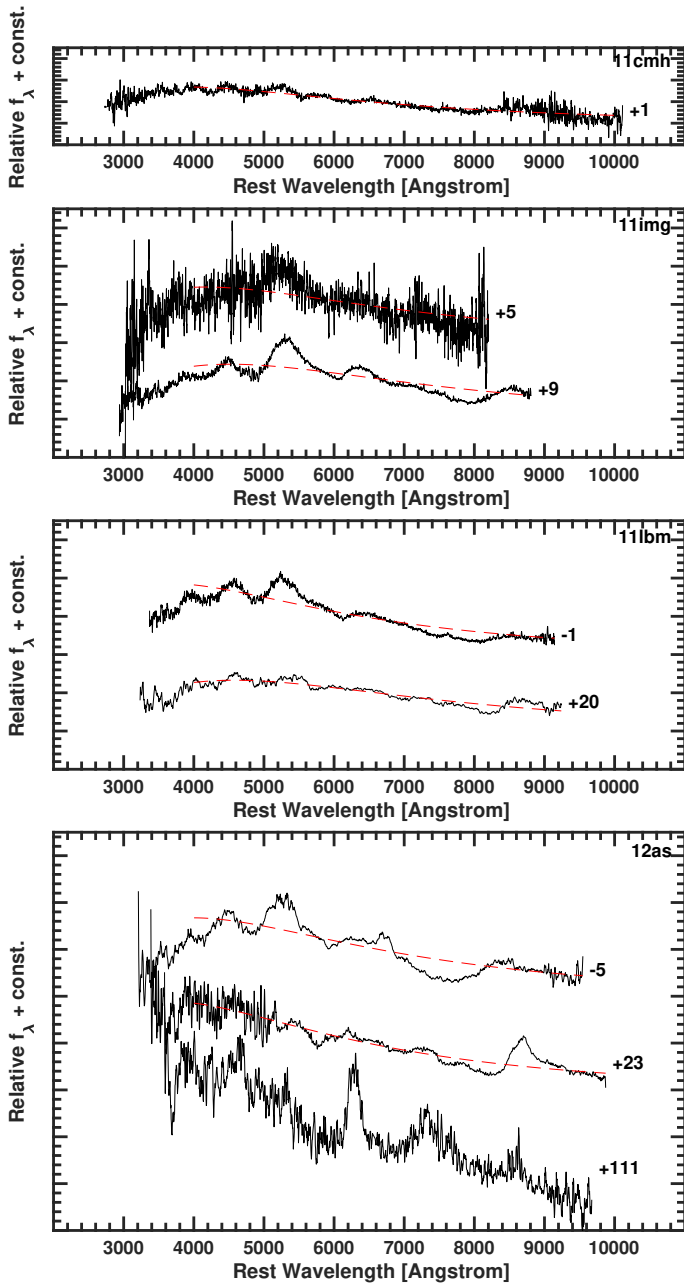 11cmh
Relative f_λ + const.
+1
3000 4000 5000 6000 7000 8000 9000 10000
Rest Wavelength [Angstrom]
11img
Relative f_λ + const.
+5
+9
3000 4000 5000 6000 7000 8000 9000 10000
Rest Wavelength [Angstrom]
11lbm
Relative f_λ + const.
-1
+20
3000 4000 5000 6000 7000 8000 9000 10000
Rest Wavelength [Angstrom]
12as
Relative f_λ + const.
-5
+23
+111
3000 4000 5000 6000 7000 8000 9000 10000
Rest Wavelength [Angstrom]